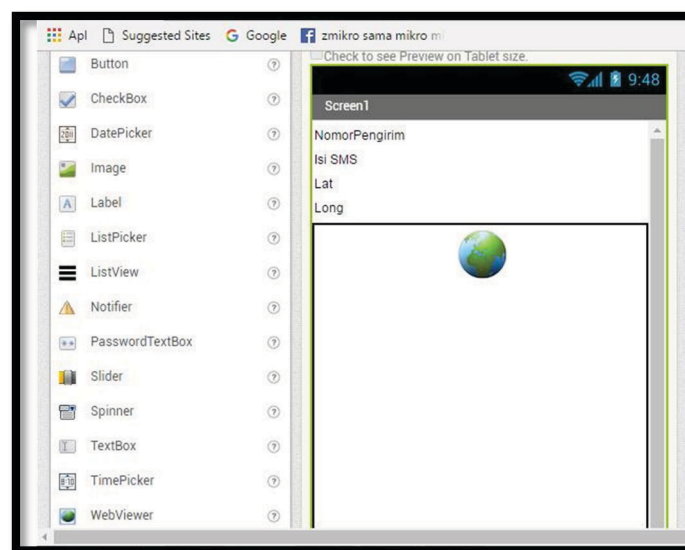 Apl Suggested Sites Google zmikro sama mikro mi
Button
CheckBox
DatePicker
Image
Label
ListPicker
ListView
Notifier
PasswordTextBox
Slider
Spinner
TextBox
TimePicker
WebViewer
Check to see Preview on Tablet size.
9:48
Screen1
NomorPengirim
Isi SMS
Lat
Long